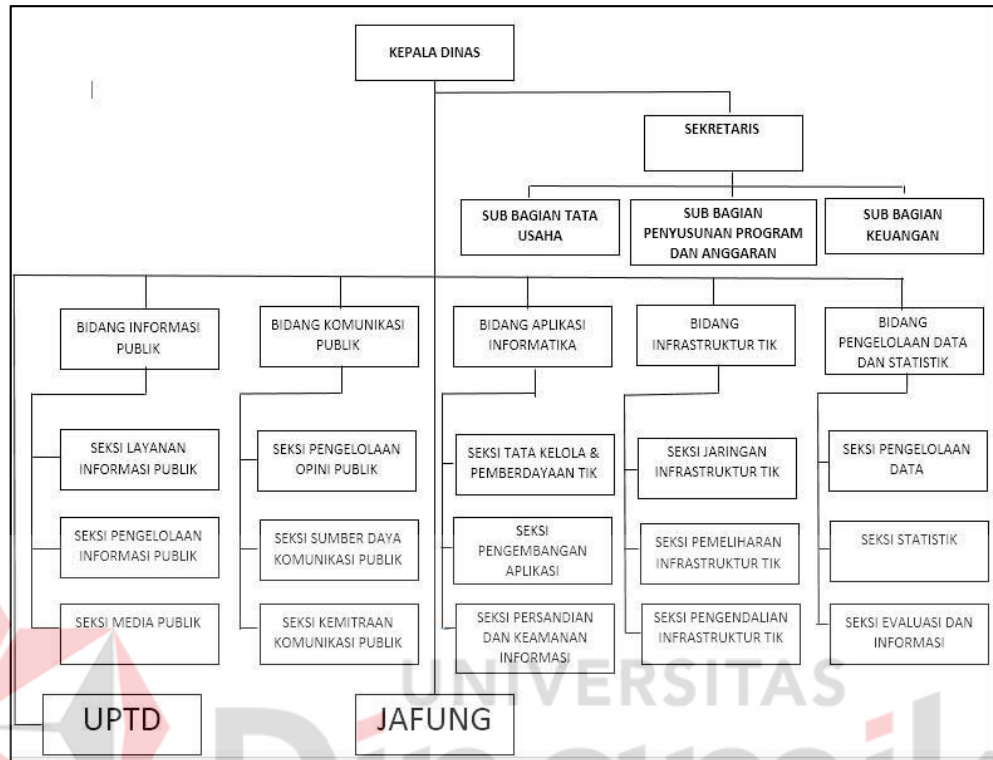 KEPALA DINAS
SEKRETARIS
SUB BAGIAN TATA
USAHA
SUB BAGIAN
PENYUSUNAN PROGRAM
DAN ANGGARAN
SUB BAGIAN
KEUANGAN
BIDANG INFORMASI
PUBLIK
BIDANG KOMUNIKASI
PUBLIK
BIDANG APLIKASI
INFORMATIKA
BIDANG
INFRASTRUKTUR TIK
BIDANG
PENGELOLAAN DATA
DAN STATISTIK
SEKSI LAYANAN
INFORMASI PUBLIK
SEKSI PENGELOLAAN
OPINI PUBLIK
SEKSI TATA KELOLA &
PEMBERDAYAAN TIK
SEKSI JARINGAN
INFRASTRUKTUR TIK
SEKSI PENGELOLAAN
DATA
SEKSI PENGELOLAAN
INFORMASI PUBLIK
SEKSI SUMBER DAYA
KOMUNIKASI PUBLIK
SEKSI
PENGEMBANGAN
APLIKASI
SEKSI PEMELIHARAN
INFRASTRUKTUR TIK
SEKSI STATISTIK
SEKSI MEDIA PUBLIK
SEKSI KEMITRAAN
KOMUNIKASI PUBLIK
SEKSI PERSANDIAN
DAN KEAMANAN
INFORMASI
SEKSI PENGENDALIAN
INFRASTRUKTUR TIK
SEKSI EVALUASI DAN
INFORMASI
UNIVERSITAS
UPTD
JAFUNG